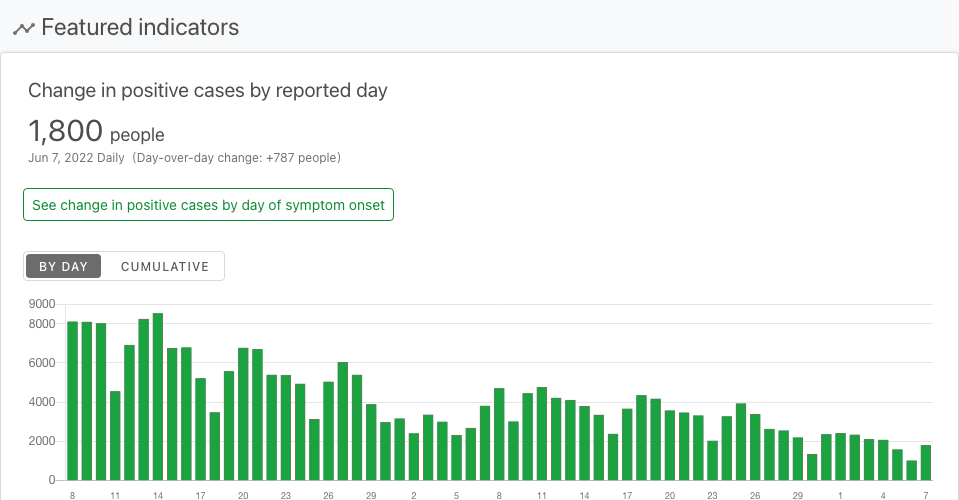 Featured indicators
Change in positive cases by reported day
1,800 people
Jun 7, 2022 Daily (Day-over-day change: +787 people)
See change in positive cases by day of symptom onset
BY DAY CUMULATIVE
9000
8000
6000
4000
2000
0
8 11 14 17 20 23 26 29 2 5 8 11 14 17 20 23 26 29 1 4 7